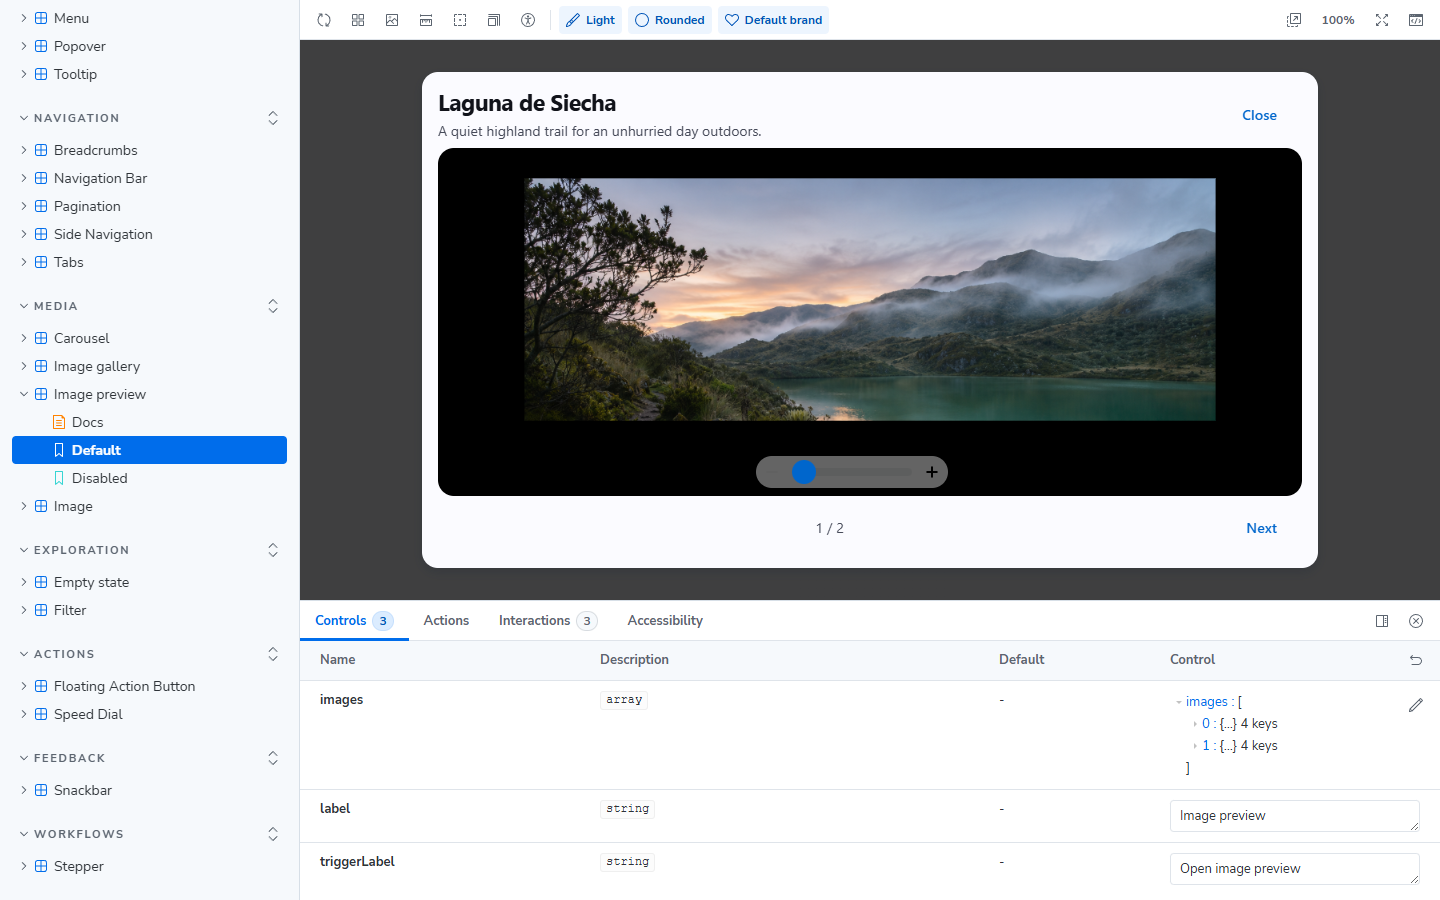 Menu
Popover
Tooltip
NAVIGATION
Breadcrumbs
Navigation Bar
Pagination
Side Navigation
Tabs
MEDIA
Carousel
Image gallery
Image preview
Docs
Default
Disabled
Image
EXPLORATION
Empty state
Filter
ACTIONS
Floating Action Button
Speed Dial
FEEDBACK
Snackbar
WORKFLOWS
Stepper
Light
Rounded
Default brand
100%
Laguna de Siecha
A quiet highland trail for an unhurried day outdoors.
Close
1 / 2
Next
Controls 3
Actions
Interactions 3
Accessibility
Name Description Default Control
images array - images : [
0 : {...} 4 keys
1 : {...} 4 keys
]
label string - Image preview
triggerLabel string - Open image preview